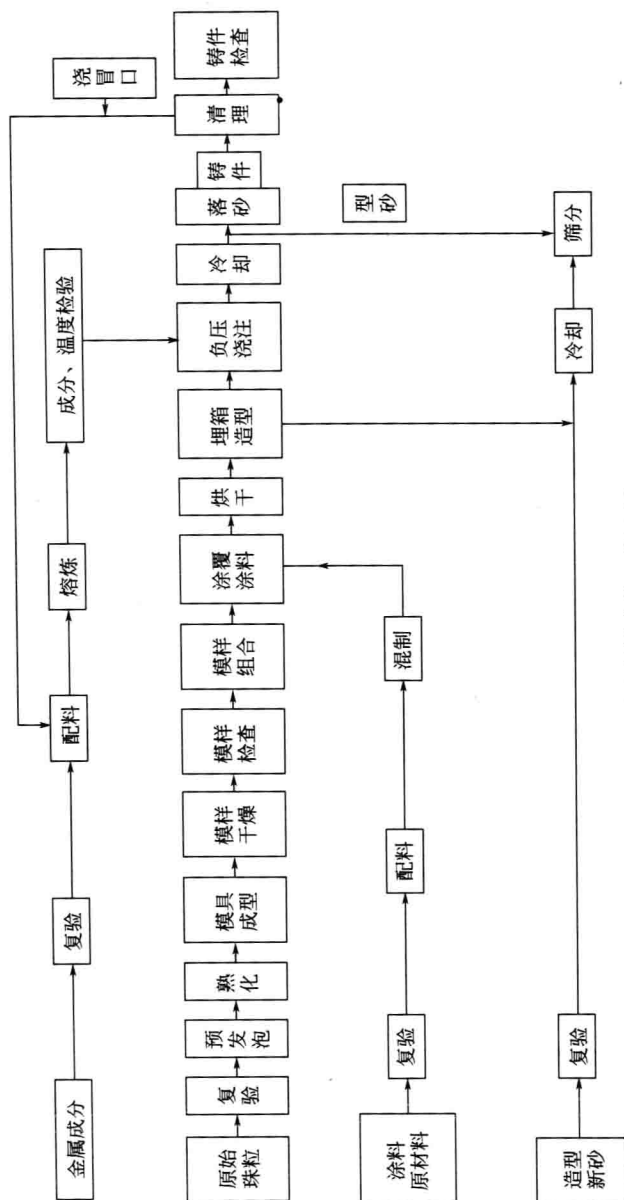 金属成分
复验
配料
熔炼
成分、温度检验
浇
冒
口
原始
珠粒
复
验
预
发
泡
熟
化
模具
成型
模样
干燥
模样
检查
模样
组合
涂覆
涂料
烘
干
埋箱
造型
负压
浇注
冷
却
落
砂
铸
件
清
理
铸件
检查
涂料
原材料
复验
配料
混制
型
砂
造型
新砂
复验
冷却
筛分